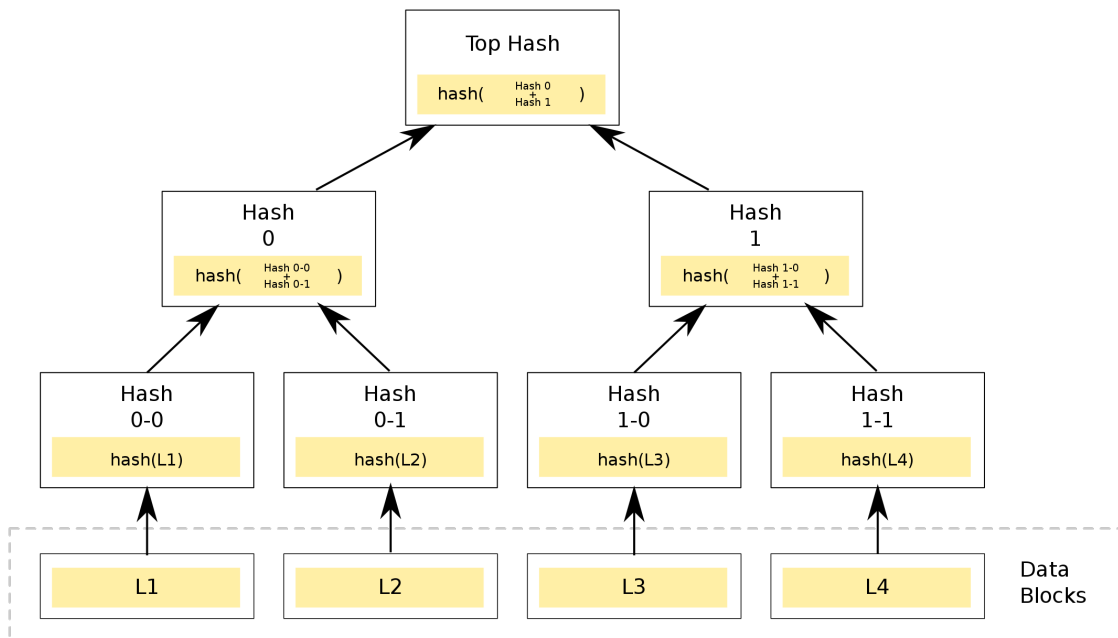 Top Hash
hash( Hash 0 + Hash 1 )
Hash
0
hash( Hash 0-0 + Hash 0-1 )
Hash
1
hash( Hash 1-0 + Hash 1-1 )
Hash
0-0
hash(L1)
Hash
0-1
hash(L2)
Hash
1-0
hash(L3)
Hash
1-1
hash(L4)
L1
L2
L3
L4
Data
Blocks